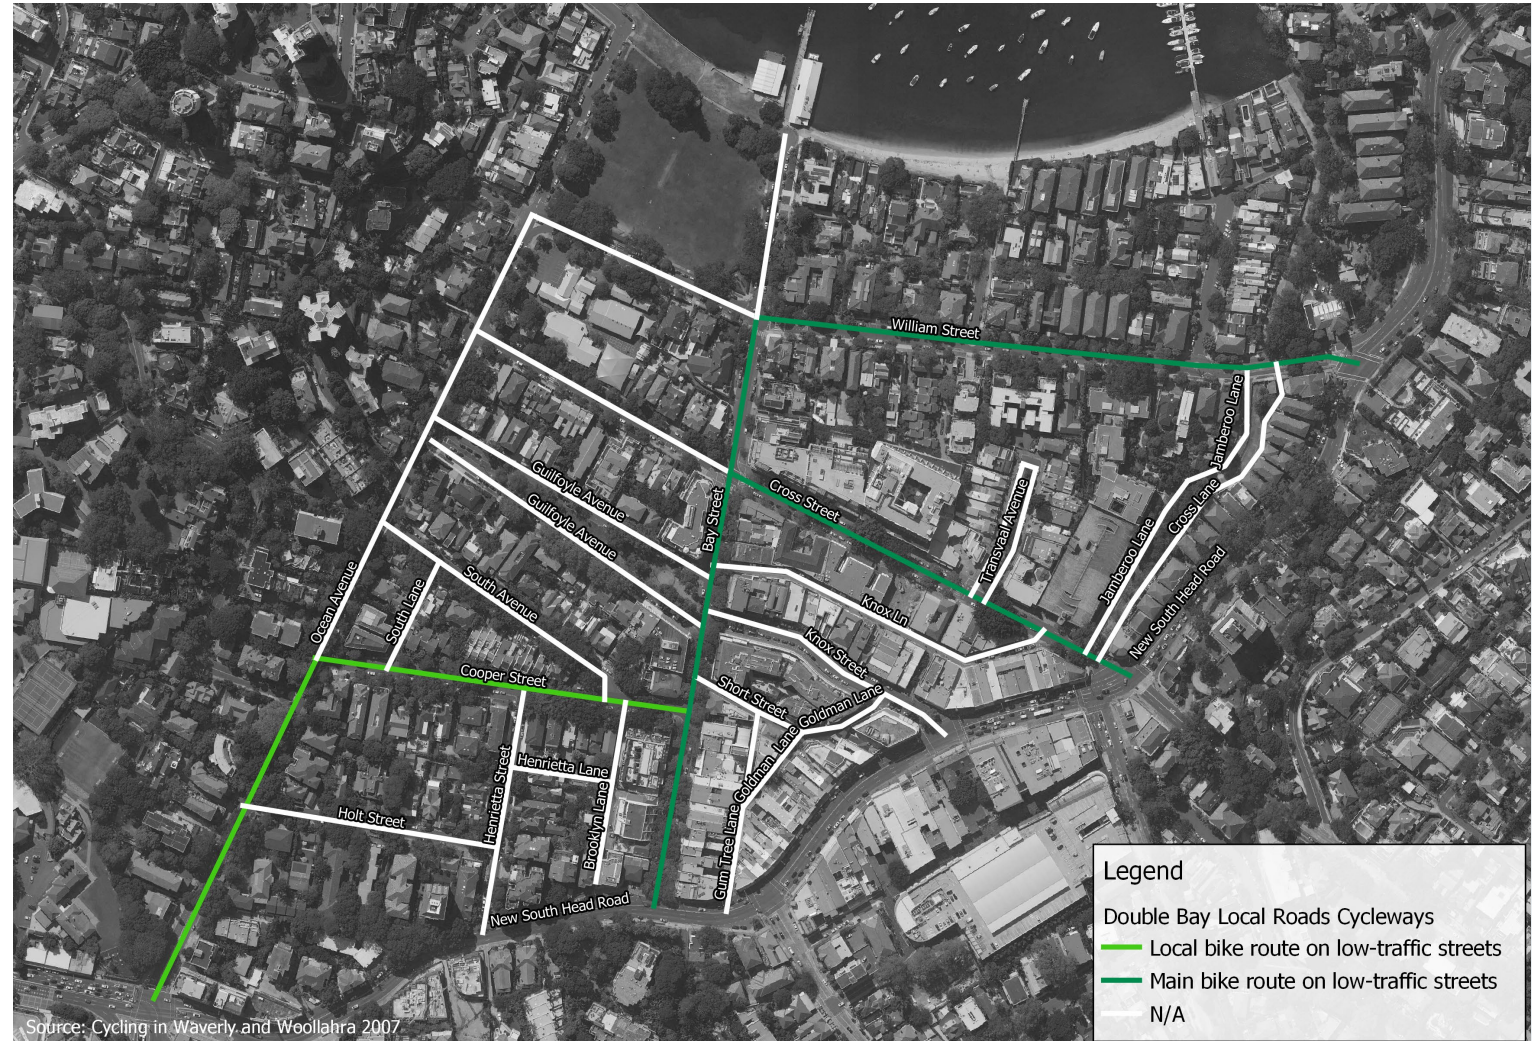 William Street
Jamberoo Lane
Guilfoyle Avenue
Guilfoyle Avenue
Bay Street
Cross Street
Transvaal Avenue
Jamberoo Lane
Cross Lane
New South Head Road
Ocean Avenue
South Lane
South Avenue
Knox Ln
Knox Street
Cooper Street
Short Street
Goldman Lane
Goldman Lane
Henrietta Street
Henrietta Lane
Brooklyn Lane
Holt Street
Gum Tree Lane
New South Head Road
Legend
Double Bay Local Roads Cycleways
Local bike route on low-traffic streets
Main bike route on low-traffic streets
N/A
Source: Cycling in Waverly and Woollahra 2007